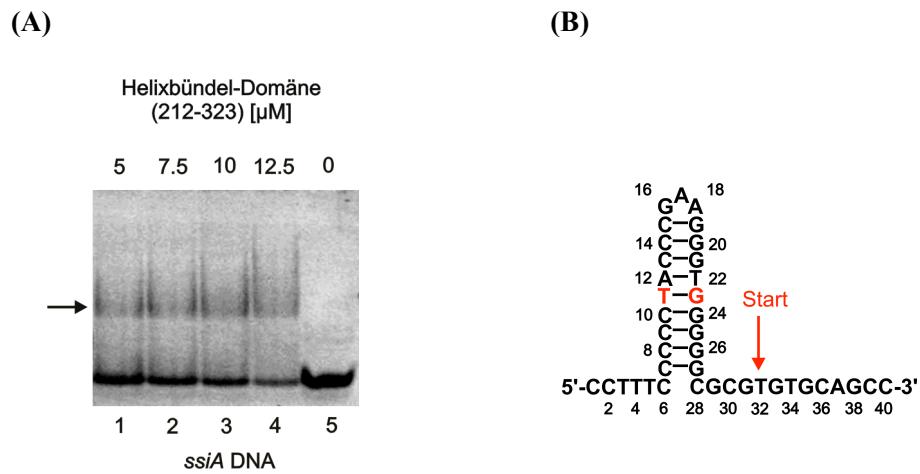 (A)
(B)
Helixbündel-Domäne
(212-323) [µM]
5 7.5 10 12.5 0
1 2 3 4 5
ssiA DNA
16 A 18
G A
C G
14 C G 20
C G
12 A T 22
T G Start
10 C G 24
C G
8 C G 26
C G
5'-CCTTTC CGCGTGTGCAGCC-3'
2 4 6 28 30 32 34 36 38 40